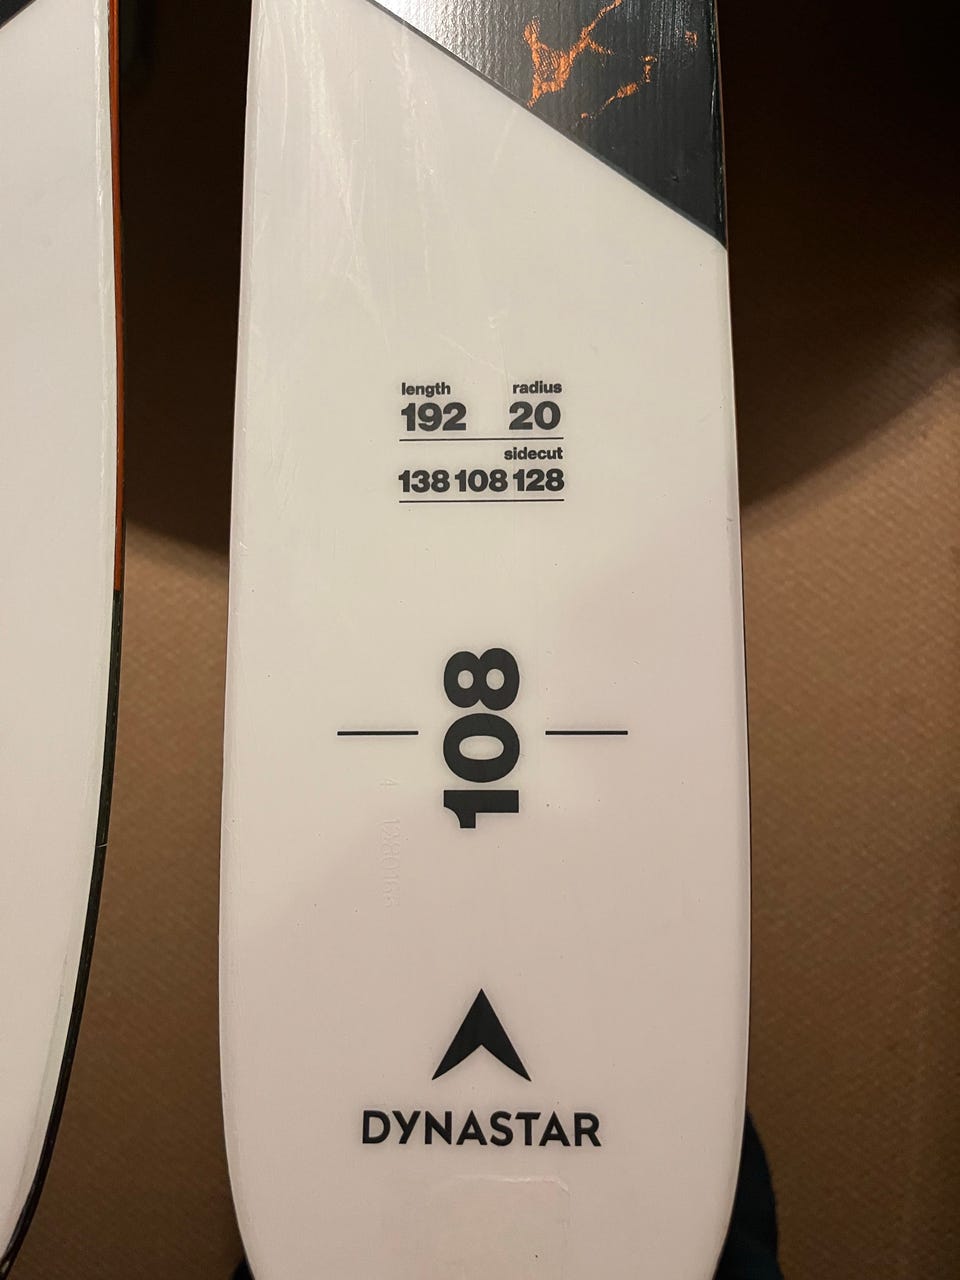 length radius
192 20
sidecut
138 108 128
108
DYNASTAR